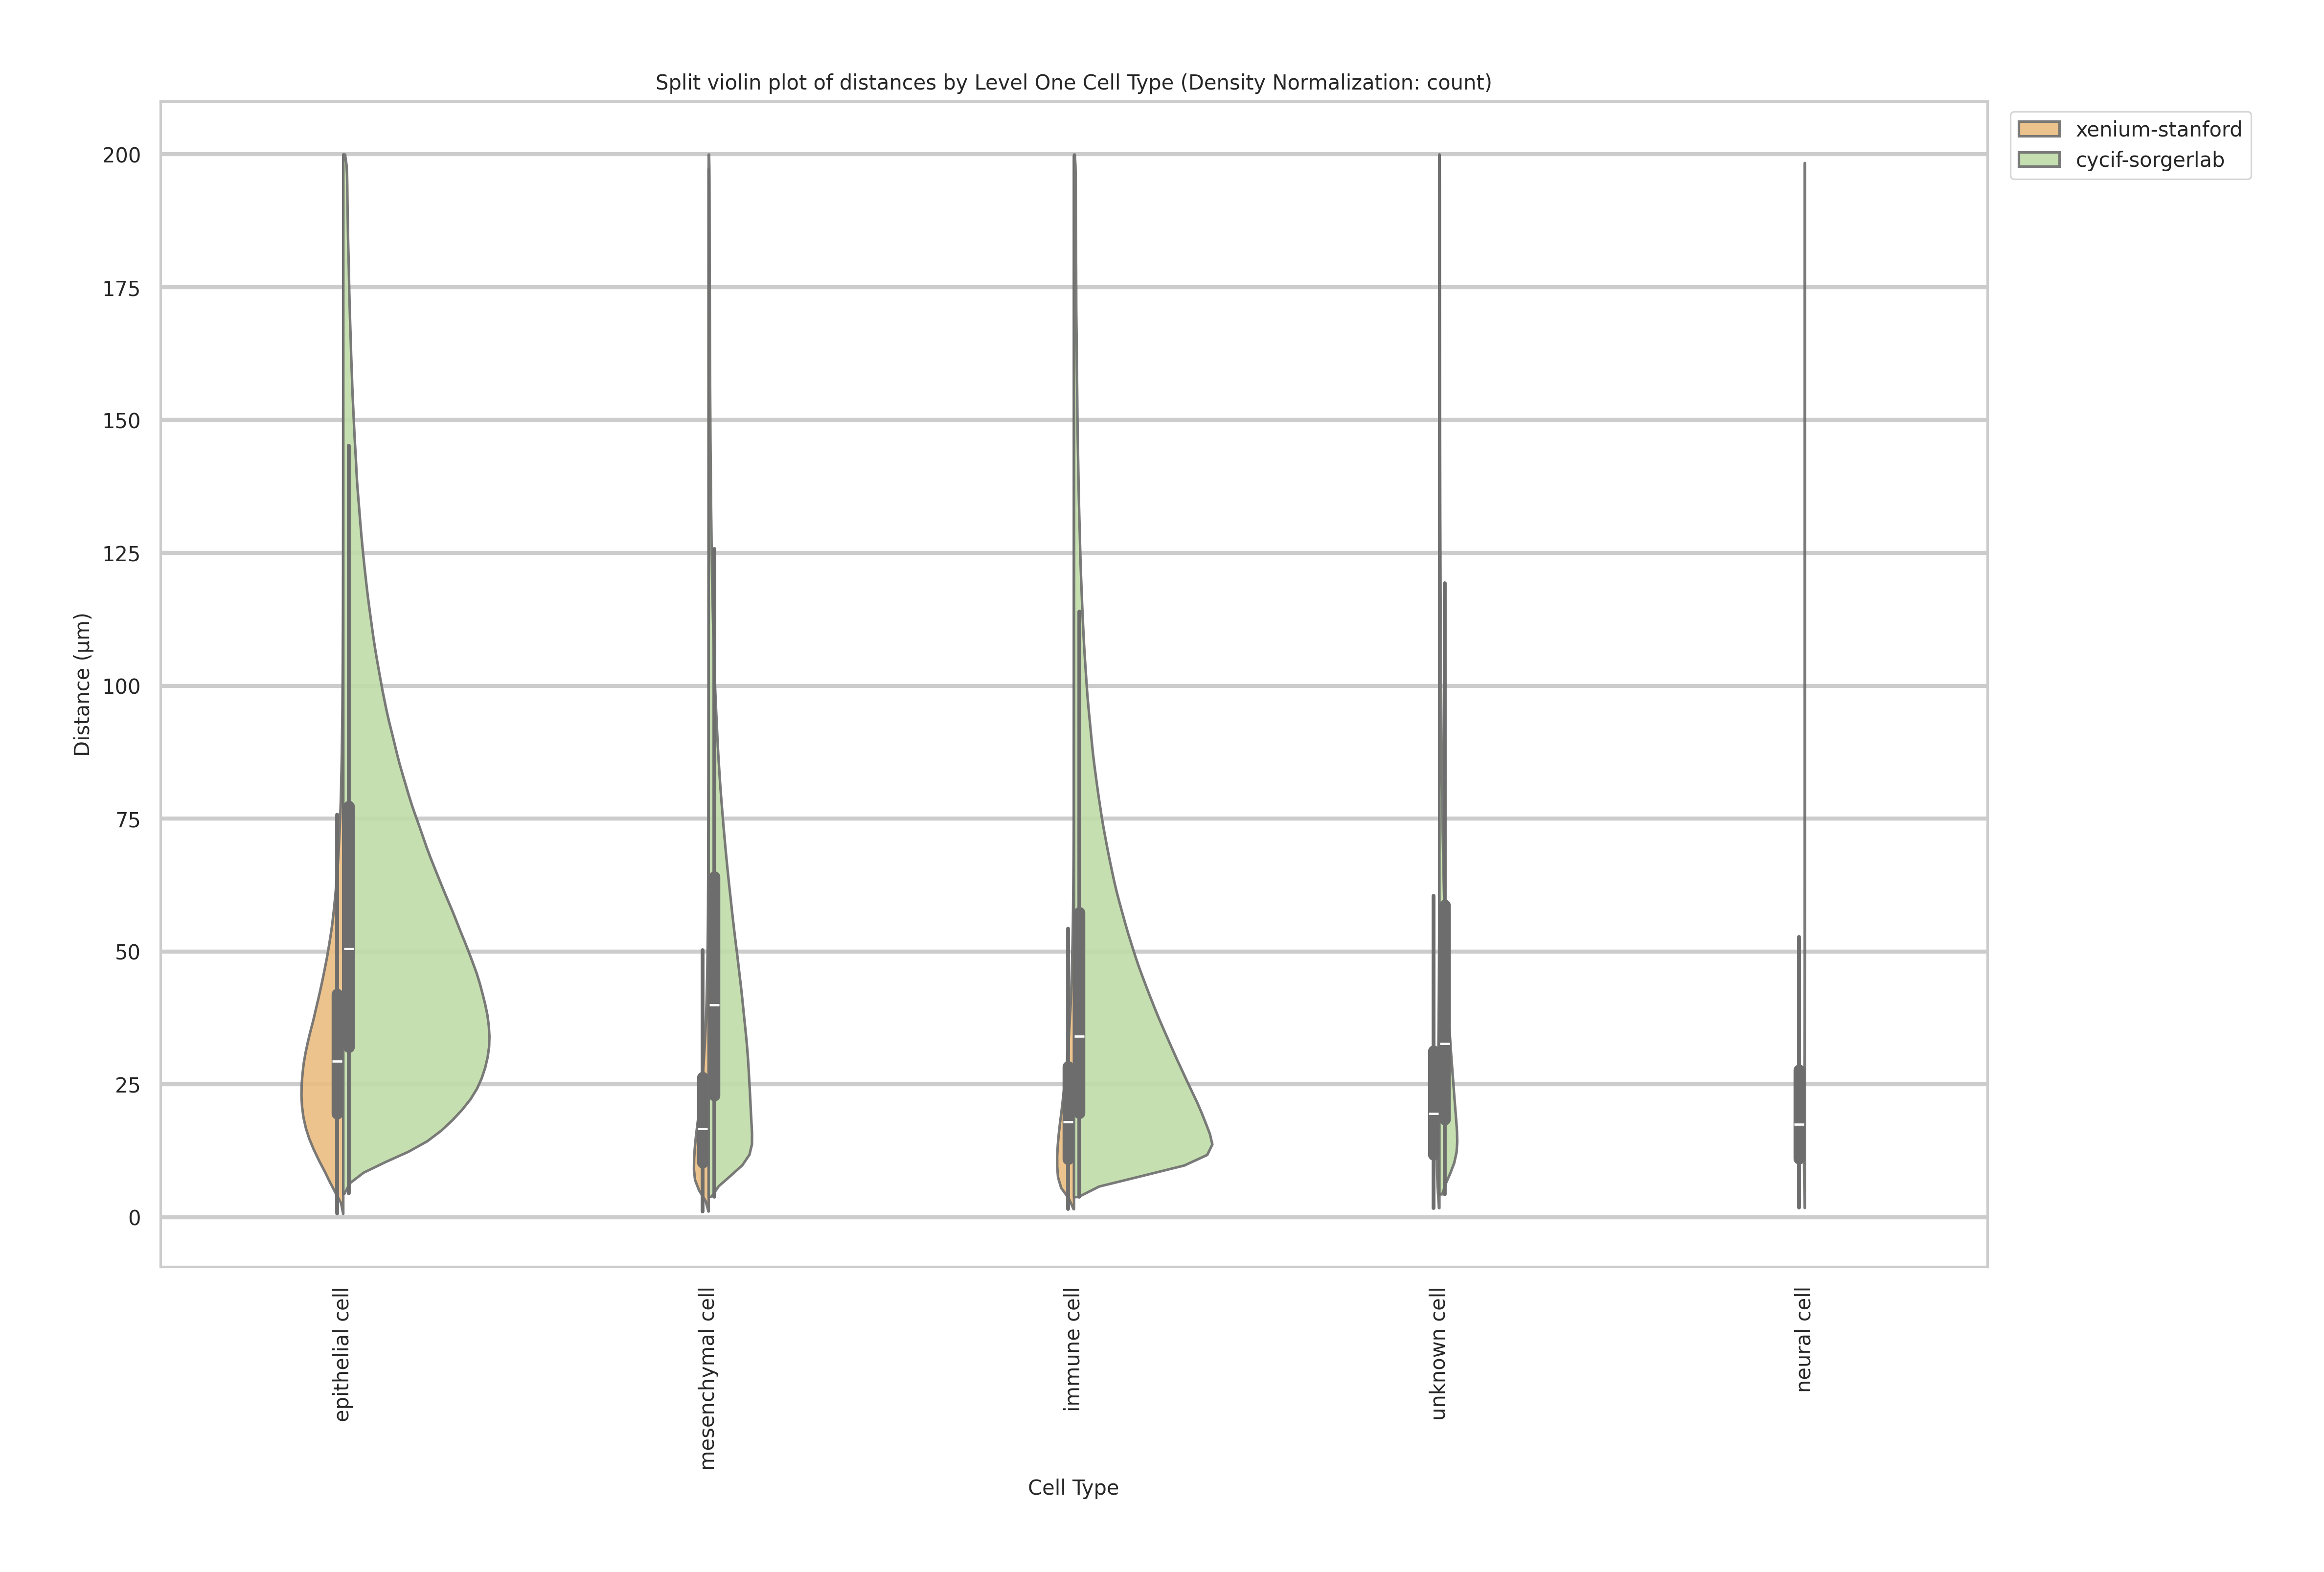 Split violin plot of distances by Level One Cell Type (Density Normalization: count)
xenium-stanford
cycif-sorgerlab
200
175
150
125
100
75
50
25
0
Distance (μm)
epithelial cell
mesenchymal cell
immune cell
unknown cell
neural cell
Cell Type